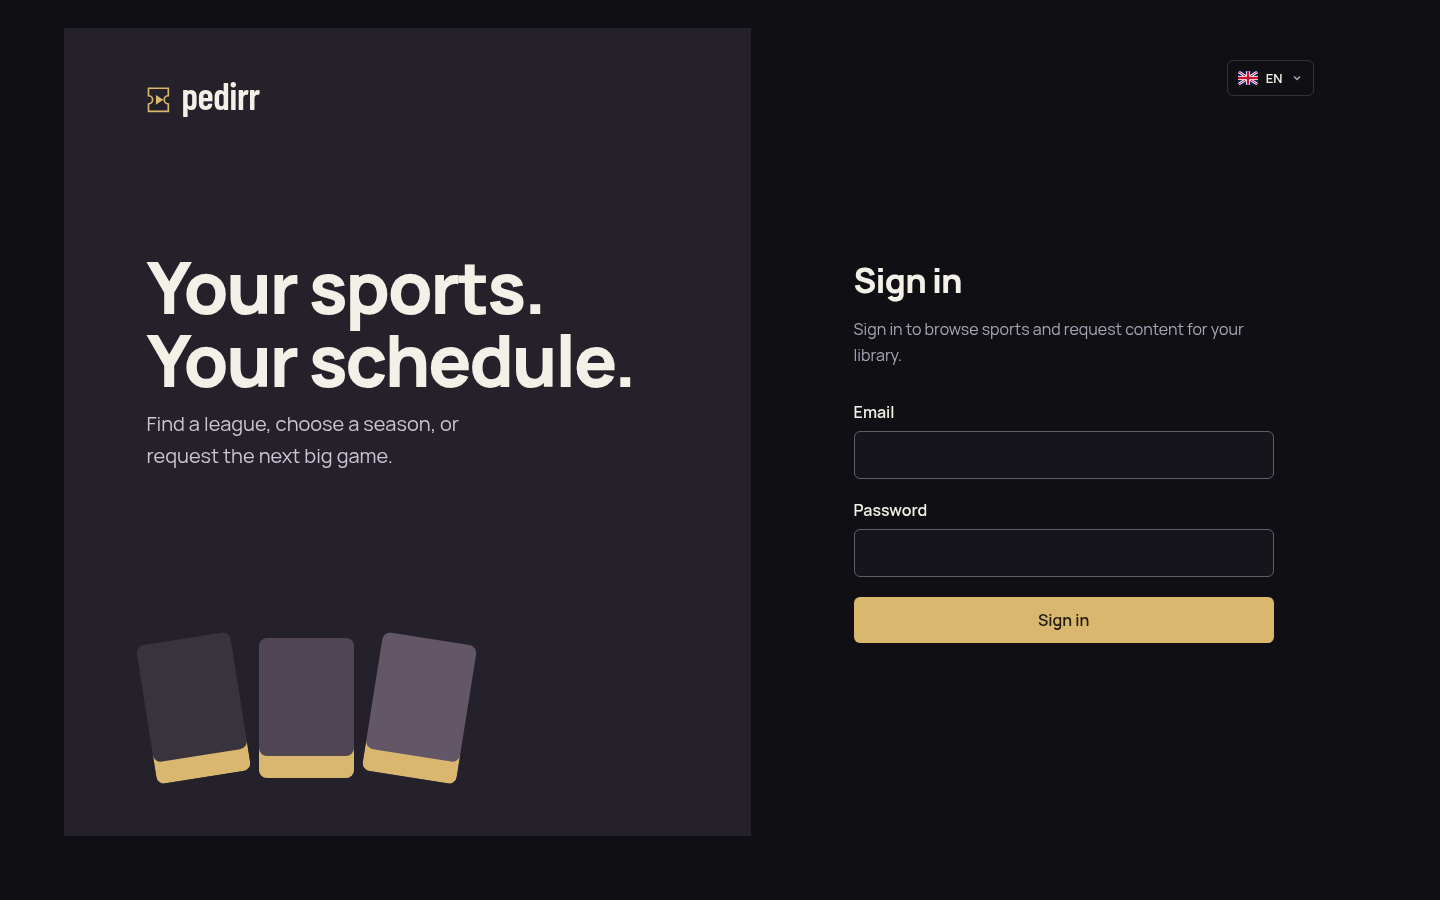 pedirr
EN
Your sports.
Your schedule.
Find a league, choose a season, or
request the next big game.
Sign in
Sign in to browse sports and request content for your
library.
Email
Password
Sign in